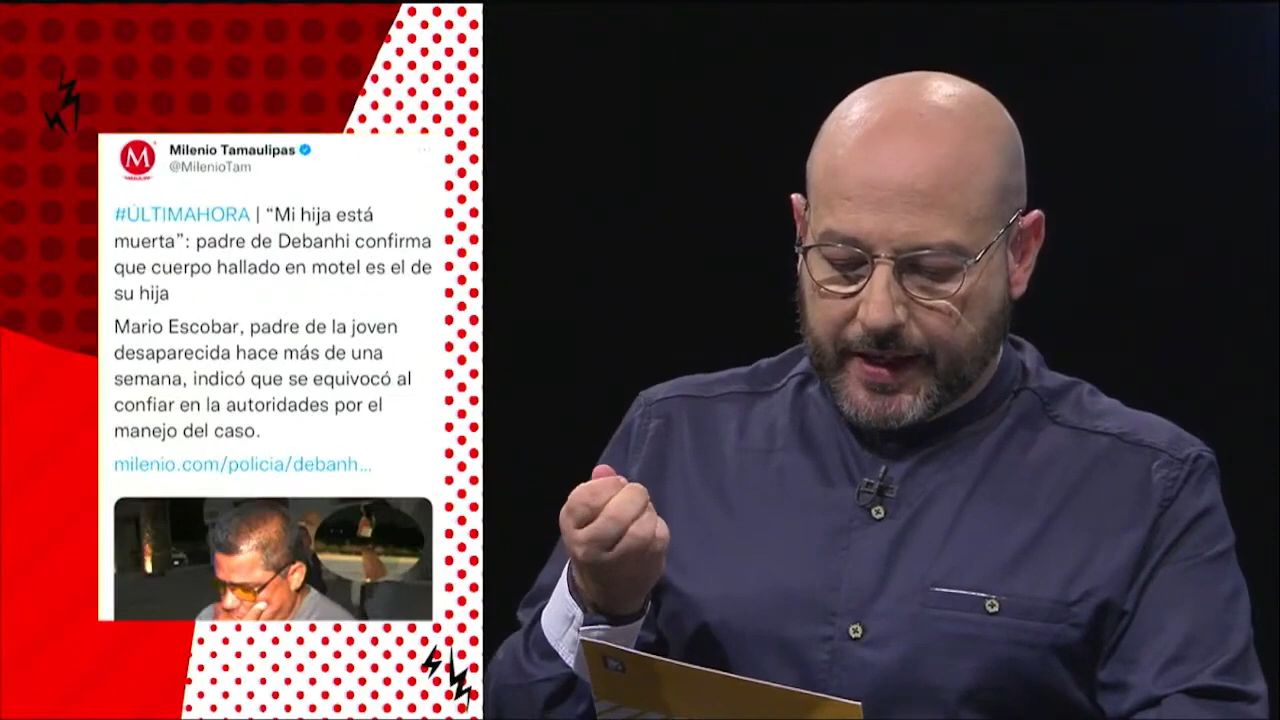 Milenio Tamaulipas
@MilenioTam
#ÚLTIMAHORA | “Mi hija está
muerta”: padre de Debanhi confirma
que cuerpo hallado en motel es el de
su hija
Mario Escobar, padre de la joven
desaparecida hace más de una
semana, indicó que se equivocó al
confiar en la autoridades por el
manejo del caso.
milenio.com/policia/debanh...